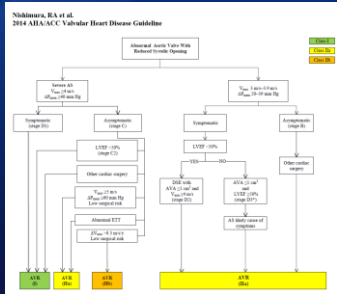 Nishimura, RA et al.
2014 AHA/ACC Valvular Heart Disease Guideline
Class I
Class IIa
Class IIb
Abnormal Aortic Valve With
Reduced Systolic Opening
Severe AS
Vmax ≥4 m/s
ΔPmean ≥40 mm Hg
Vmax 3 m/s–3.9 m/s
ΔPmean 20–39 mm Hg
Symptomatic
(stage D1)
Asymptomatic
(stage C)
Symptomatic
Asymptomatic
(stage B)
LVEF <50%
(stage C2)
LVEF <50%
Other cardiac surgery
Other cardiac
surgery
YES
NO
Vmax ≥5 m/s
ΔPmean ≥60 mm Hg
Low surgical risk
DSE with
AVA ≤1 cm² and
Vmax ≥4 m/s
(stage D2)
AVA ≤1 cm²
and
LVEF ≥50%
(stage D3*)
Abnormal ETT
AS likely cause of
symptoms
Low surgical risk
AVR
(I)
AVR
(IIa)
AVR
(IIb)
AVR
(IIa)